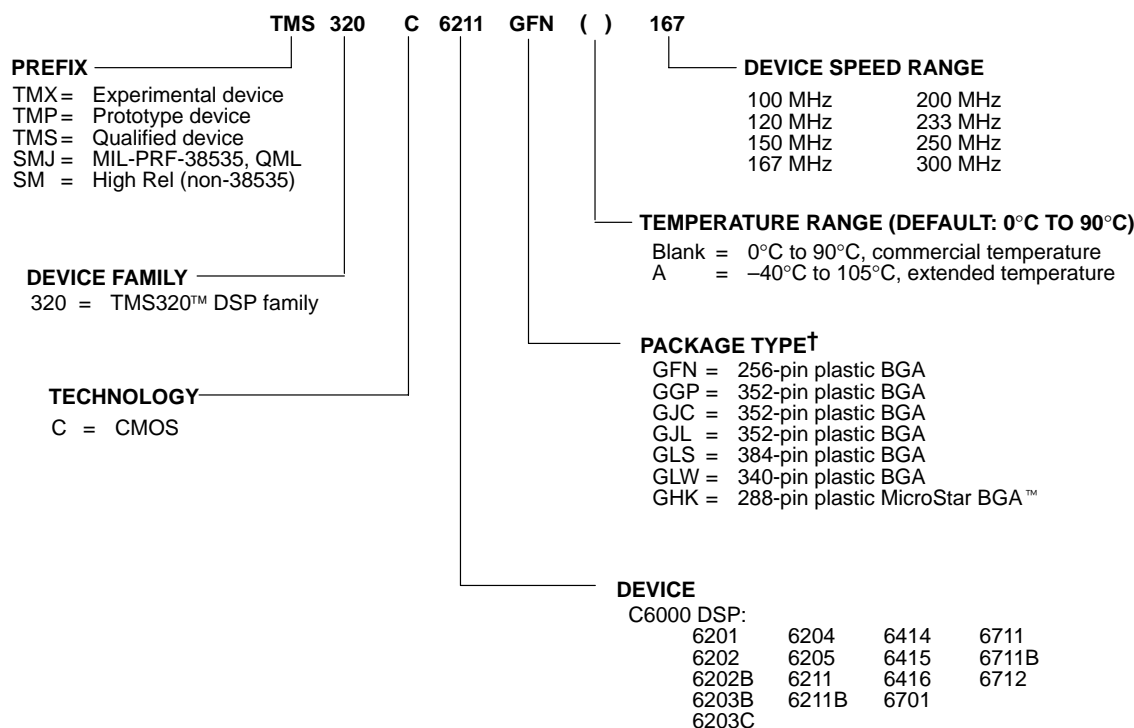 TMS 320 C 6211 GFN ( ) 167
PREFIX
TMX = Experimental device
TMP = Prototype device
TMS = Qualified device
SMJ = MIL-PRF-38535, QML
SM = High Rel (non-38535)
DEVICE SPEED RANGE
100 MHz 200 MHz
120 MHz 233 MHz
150 MHz 250 MHz
167 MHz 300 MHz
TEMPERATURE RANGE (DEFAULT: 0°C TO 90°C)
Blank = 0°C to 90°C, commercial temperature
A = –40°C to 105°C, extended temperature
DEVICE FAMILY
320 = TMS320™ DSP family
PACKAGE TYPE†
GFN = 256-pin plastic BGA
GGP = 352-pin plastic BGA
GJC = 352-pin plastic BGA
GJL = 352-pin plastic BGA
GLS = 384-pin plastic BGA
GLW = 340-pin plastic BGA
GHK = 288-pin plastic MicroStar BGA™
TECHNOLOGY
C = CMOS
DEVICE
C6000 DSP:
6201 6204 6414 6711
6202 6205 6415 6711B
6202B 6211 6416 6712
6203B 6211B 6701
6203C